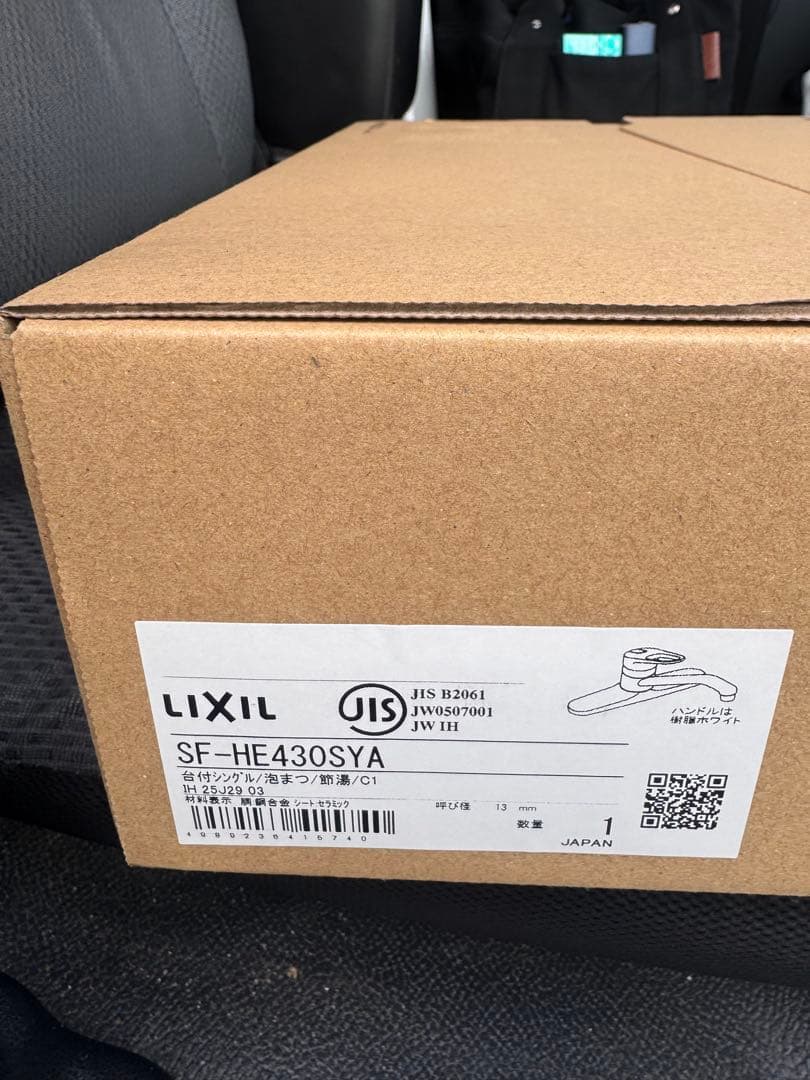 LIXIL
JIS
JIS B2061
JW0507001
JW IH
ハンドルは
樹脂ホワイト
SF-HE430SYA
台付シングル/泡まつ/節湯/C1
IH 25J29 03
材料表示 胴:銅合金 シート:セラミック
呼び径 13 mm
数量 1
JAPAN
4989236415740